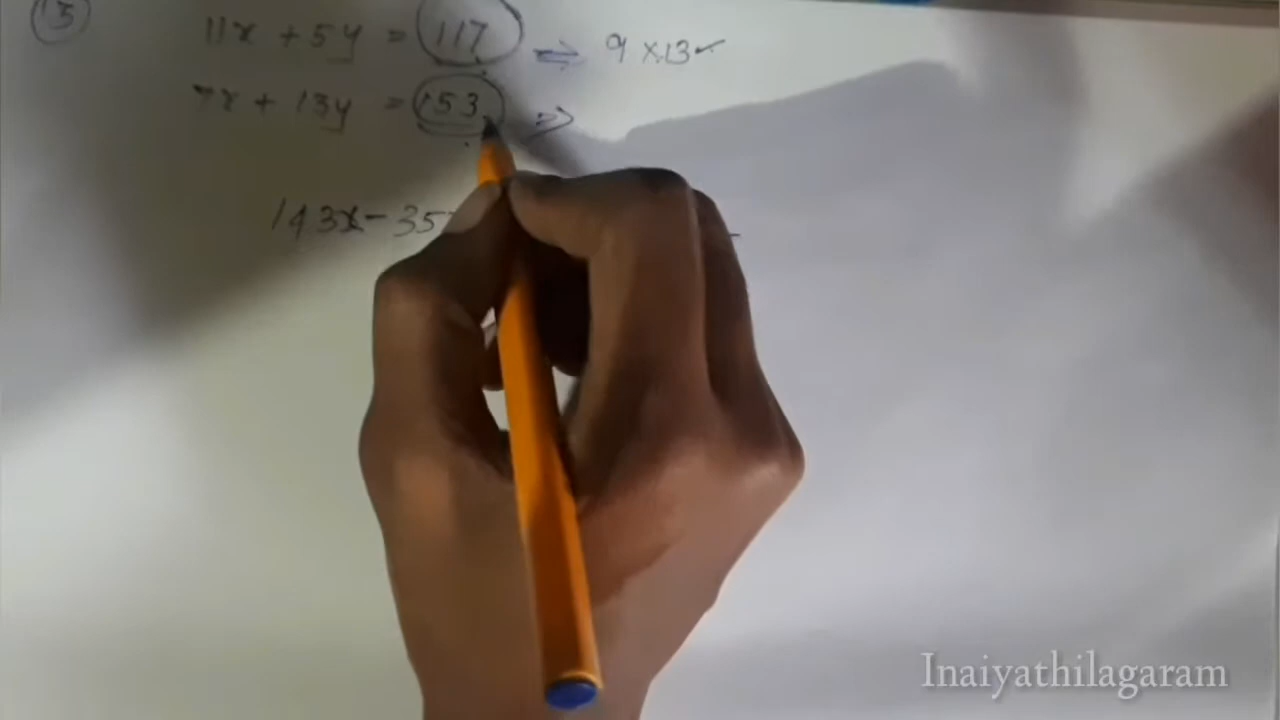 13
11x + 5y = 117 ⇒ 9 × 13 ✓
7x + 13y = 153 ⇒
143x - 35
Inaiyathilagaram